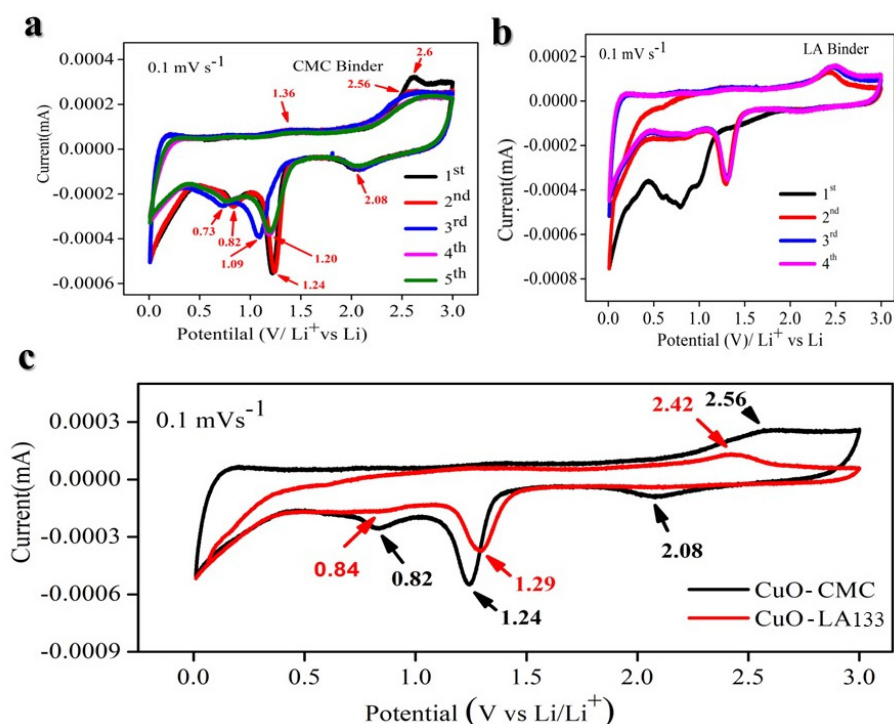 a
0.1 mV s-1
CMC Binder
2.6
2.56
1.36
2.08
0.73
0.82
1.09
1.20
1.24
1st
2nd
3rd
4th
5th
0.0004
0.0002
0.0000
-0.0002
-0.0004
-0.0006
Current(mA)
0.0 0.5 1.0 1.5 2.0 2.5 3.0
Potentilal (V/ Li+ vs Li)
b
0.1 mV s-1
LA Binder
1st
2nd
3rd
4th
0.0002
0.0000
-0.0002
-0.0004
-0.0006
-0.0008
Current(mA)
0.0 0.5 1.0 1.5 2.0 2.5 3.0
Potential (V)/ Li+ vs Li
c
0.1 mVs-1
2.42
2.56
0.84
0.82
1.29
1.24
2.08
CuO-CMC
CuO-LA133
0.0003
0.0000
-0.0003
-0.0006
-0.0009
Current(mA)
0.0 0.5 1.0 1.5 2.0 2.5 3.0
Potential (V vs Li/Li+)